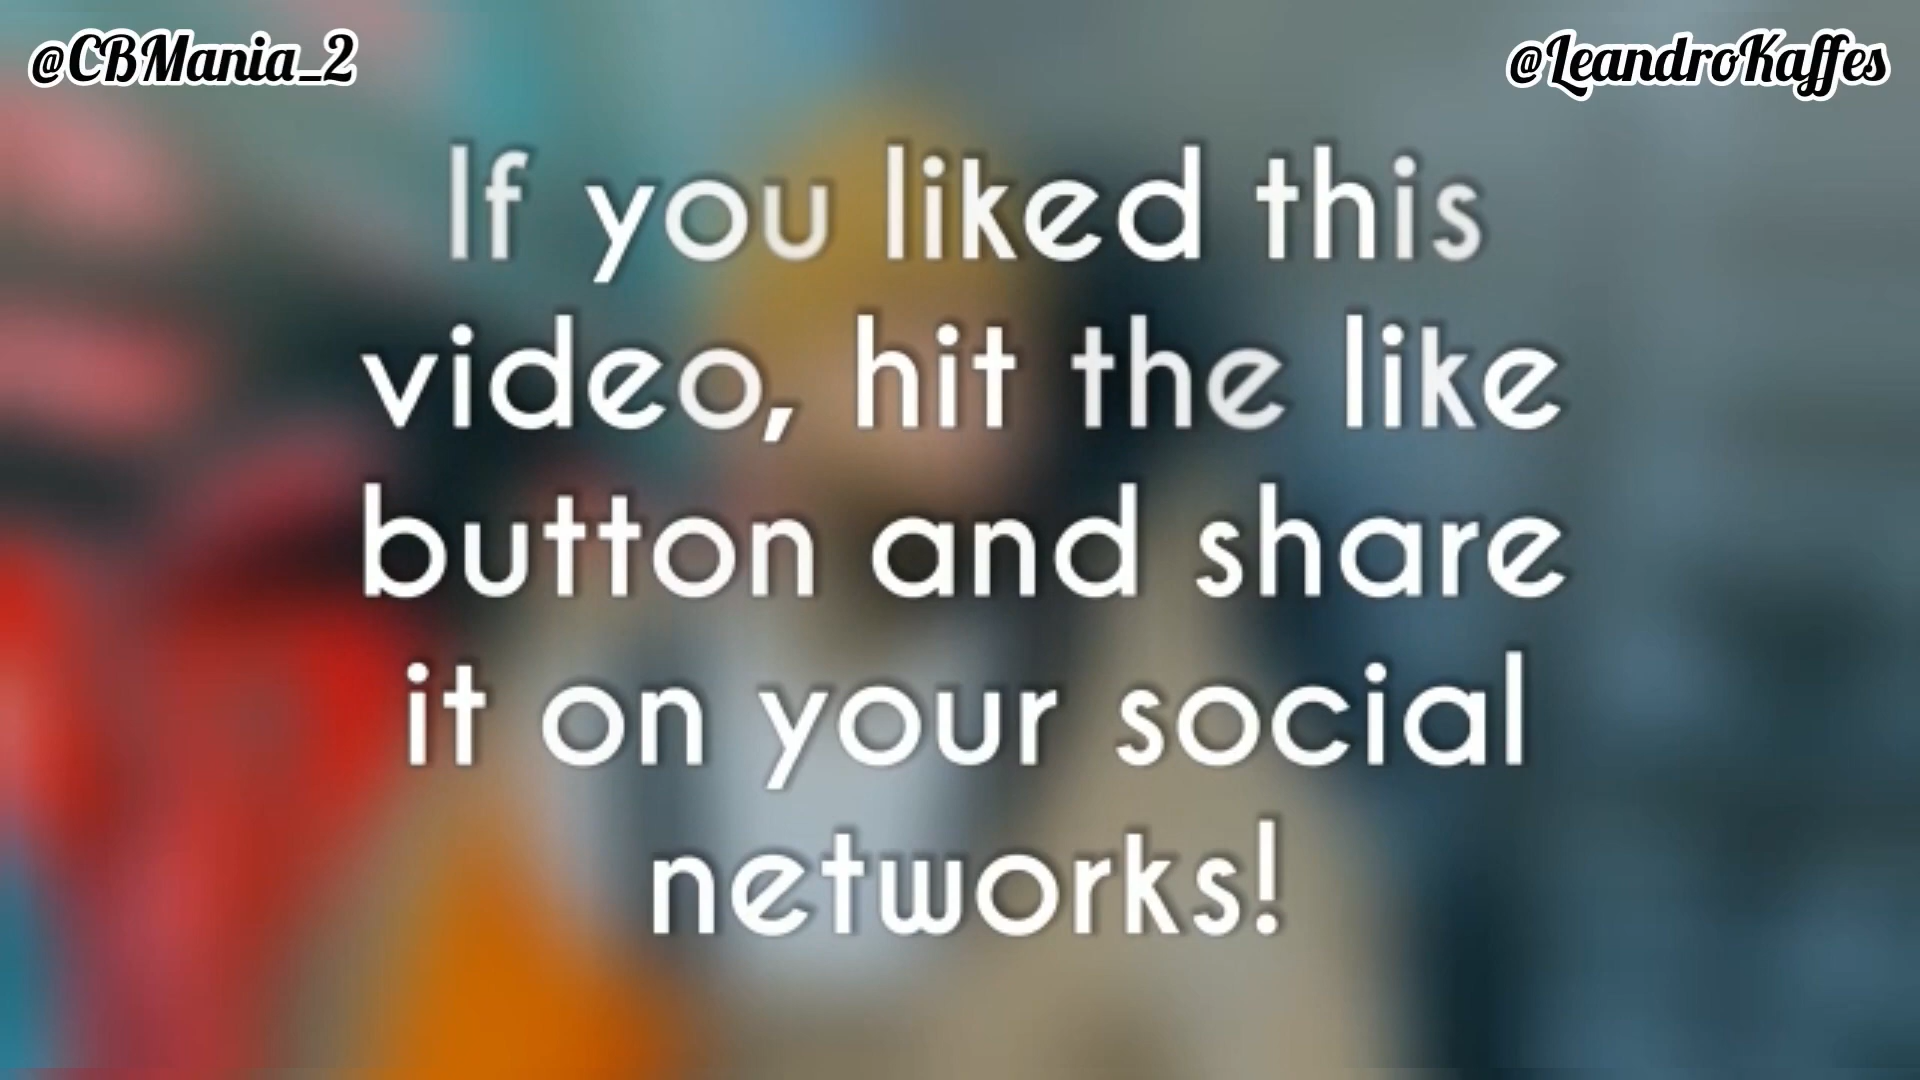 @CBMania_2
@LeandroKaffes
If you liked this
video, hit the like
button and share
it on your social
networks!